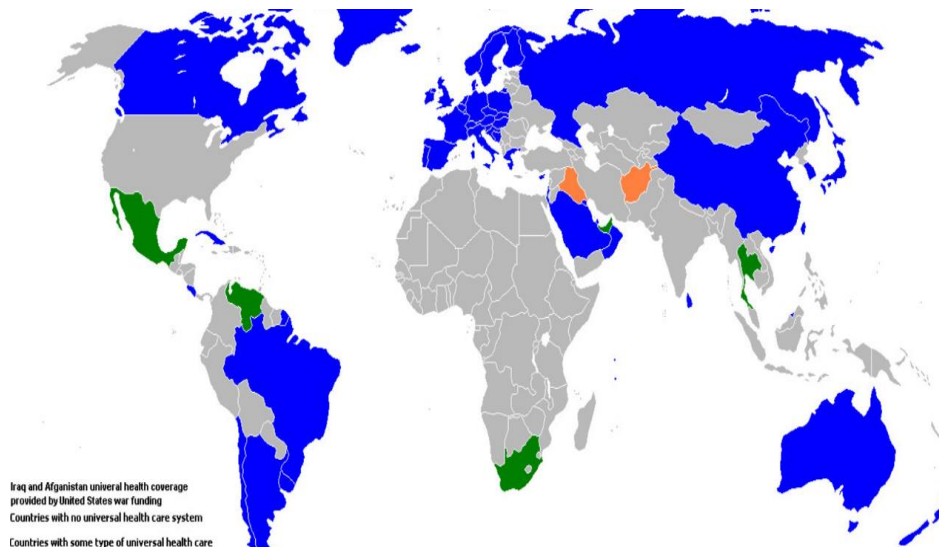 Iraq and Afganistan univeral health coverage
provided by United States war funding
Countries with no universal health care system
Countries with some type of universal health care